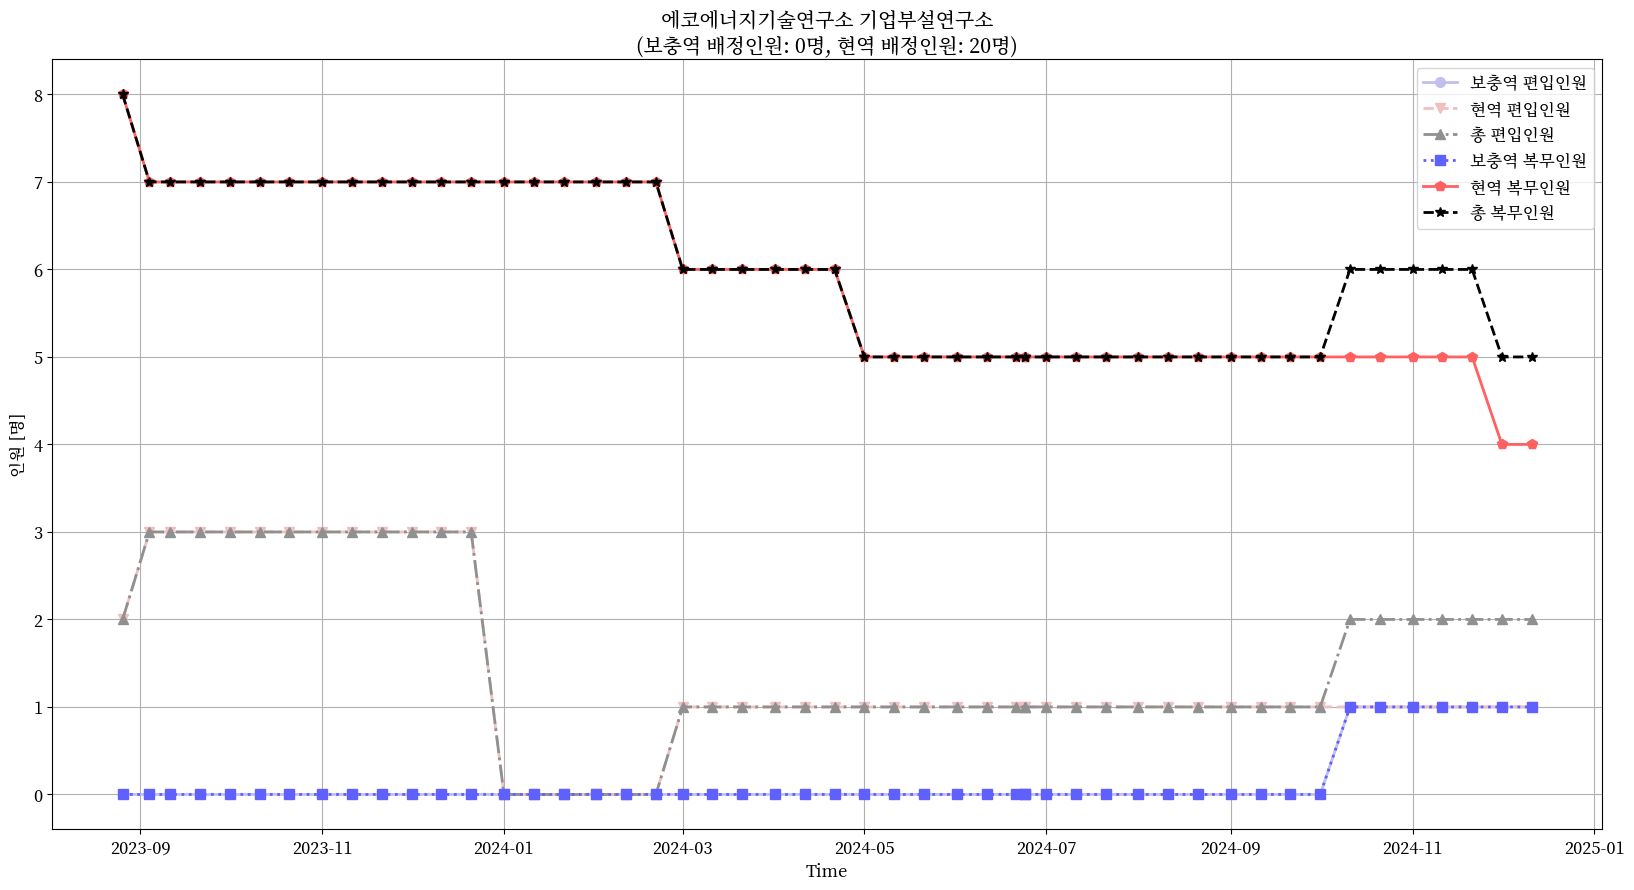 에코에너지기술연구소 기업부설연구소
(보충역 배정인원: 0명, 현역 배정인원: 20명)
보충역 편입인원
현역 편입인원
총 편입인원
보충역 복무인원
현역 복무인원
총 복무인원
인원 [명]
8
7
6
5
4
3
2
1
0
2023-09
2023-11
2024-01
2024-03
2024-05
2024-07
2024-09
2024-11
2025-01
Time